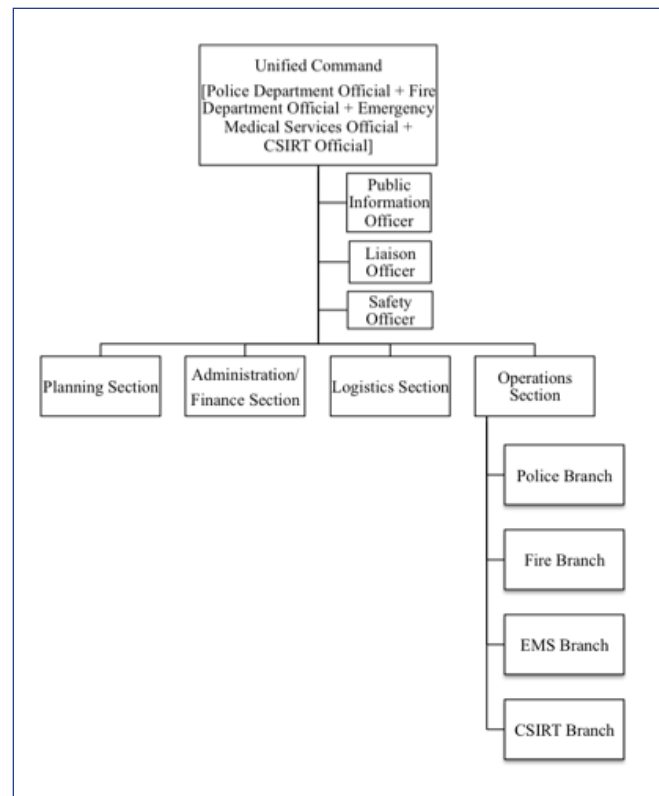 Unified Command
[Police Department Official + Fire
Department Official + Emergency
Medical Services Official +
CSIRT Official]
Public
Information
Officer
Liaison
Officer
Safety
Officer
Planning Section
Administration/
Finance Section
Logistics Section
Operations
Section
Police Branch
Fire Branch
EMS Branch
CSIRT Branch